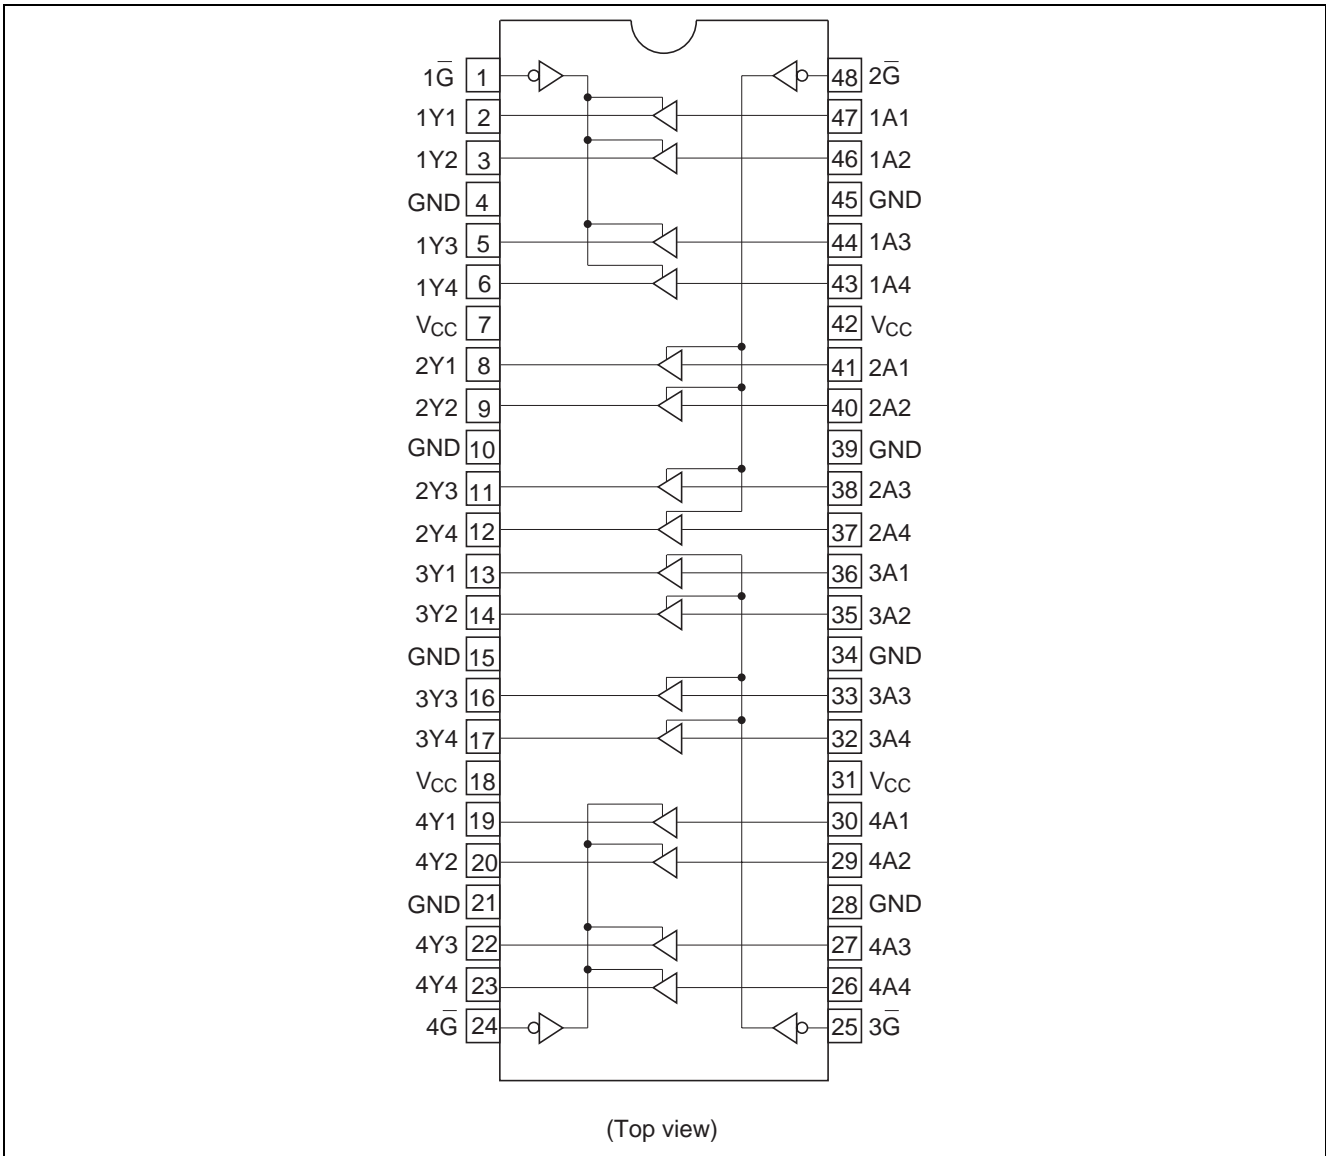 1G̅ 1 48 2G̅
1Y1 2 47 1A1
1Y2 3 46 1A2
GND 4 45 GND
1Y3 5 44 1A3
1Y4 6 43 1A4
VCC 7 42 VCC
2Y1 8 41 2A1
2Y2 9 40 2A2
GND 10 39 GND
2Y3 11 38 2A3
2Y4 12 37 2A4
3Y1 13 36 3A1
3Y2 14 35 3A2
GND 15 34 GND
3Y3 16 33 3A3
3Y4 17 32 3A4
VCC 18 31 VCC
4Y1 19 30 4A1
4Y2 20 29 4A2
GND 21 28 GND
4Y3 22 27 4A3
4Y4 23 26 4A4
4G̅ 24 25 3G̅
(Top view)